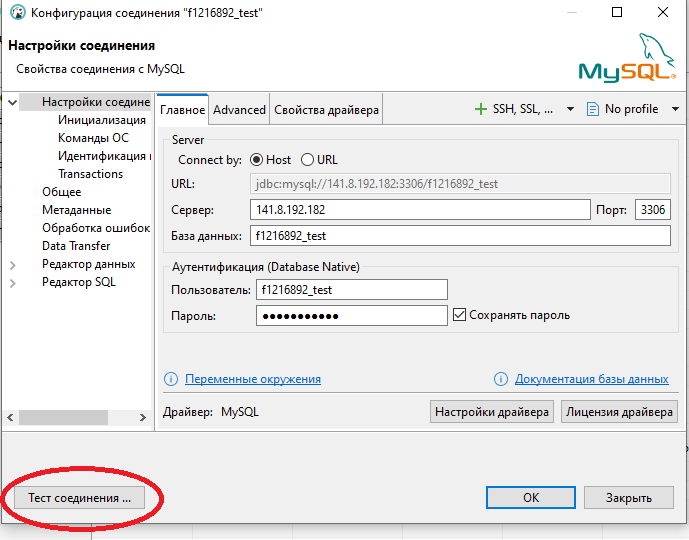 Конфигурация соединения "f1216892_test"
Настройки соединения
Свойства соединения с MySQL
MySQL®
Настройки соедине
Инициализация
Команды ОС
Идентификация
Transactions
Общее
Метаданные
Обработка ошибок
Data Transfer
Редактор данных
Редактор SQL
Главное Advanced Свойства драйвера + SSH, SSL, ... No profile
Server
Connect by: Host URL
URL: jdbc:mysql://141.8.192.182:3306/f1216892_test
Сервер: 141.8.192.182 Порт: 3306
База данных: f1216892_test
Аутентификация (Database Native)
Пользователь: f1216892_test
Пароль: ●●●●●●●●●●● Сохранять пароль
Переменные окружения Документация базы данных
Драйвер: MySQL Настройки драйвера Лицензия драйвера
Тест соединения ... ОК Закрыть